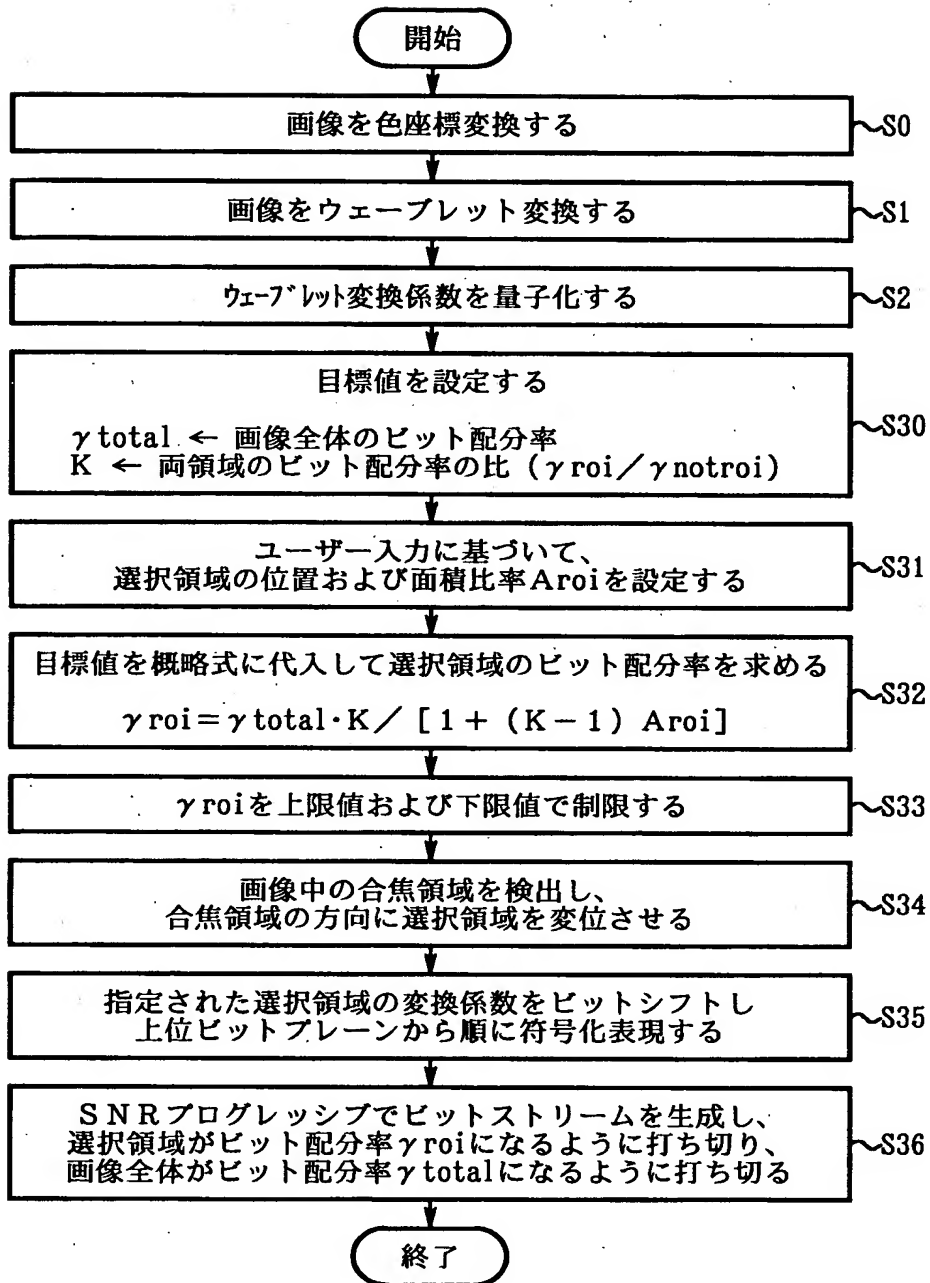 開始
画像を色座標変換する
S0
画像をウェーブレット変換する
S1
ウェーブレット変換係数を量子化する
S2
目標値を設定する
γtotal ← 画像全体のビット配分率
K ← 両領域のビット配分率の比 (γroi/γnotroi)
S30
ユーザー入力に基づいて、
選択領域の位置および面積比率Aroiを設定する
S31
目標値を概略式に代入して選択領域のビット配分率を求める
γroi=γtotal・K/[1+(K-1) Aroi]
S32
γroiを上限値および下限値で制限する
S33
画像中の合焦領域を検出し、
合焦領域の方向に選択領域を変位させる
S34
指定された選択領域の変換係数をビットシフトし
上位ビットプレーンから順に符号化表現する
S35
SNRプログレッシブでビットストリームを生成し、
選択領域がビット配分率γroiになるように打ち切り、
画像全体がビット配分率γtotalになるように打ち切る
S36
終了